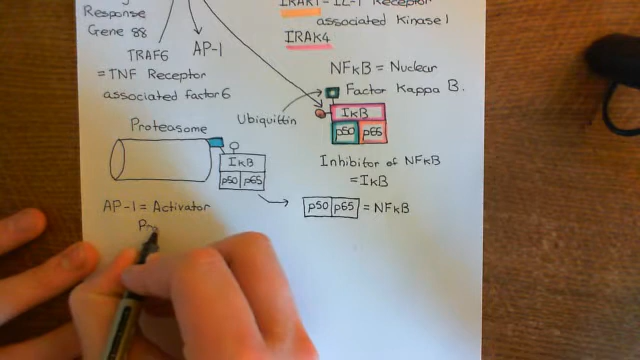 Response
Gene 88
TRAF6
AP-1
= TNF Receptor
associated factor 6
IRAK1 = IL-1 Receptor
associated Kinase 1
IRAK4
NFκB = Nuclear
Factor Kappa B.
Ubiquitin
IκB
p50 p65
Proteasome
IκB
p50 p65
Inhibitor of NFκB
= IκB
p50 p65 = NFκB
AP-1 = Activator
Pro